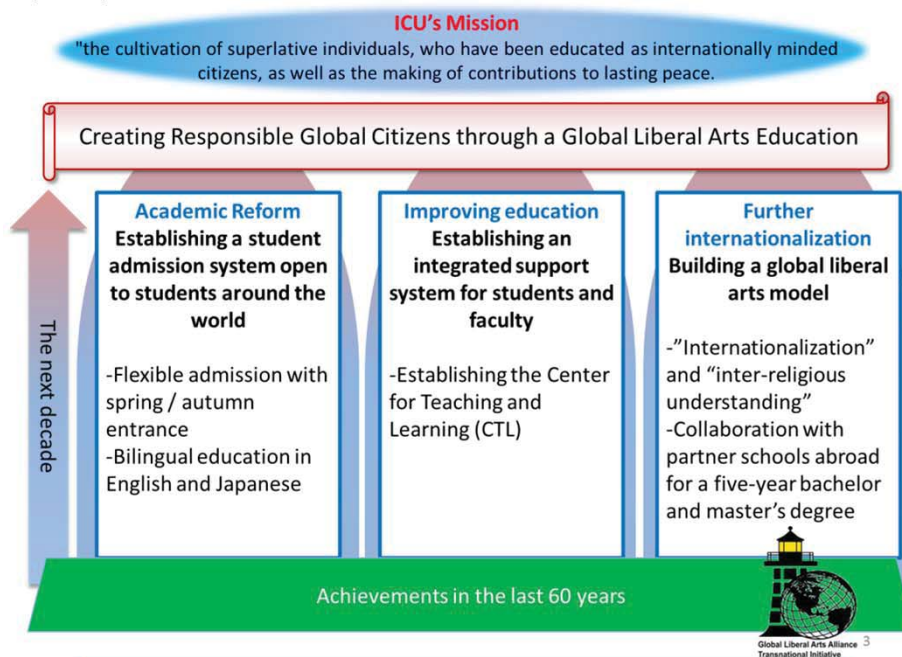 ICU's Mission
"the cultivation of superlative individuals, who have been educated as internationally minded
citizens, as well as the making of contributions to lasting peace.
Creating Responsible Global Citizens through a Global Liberal Arts Education
The next decade
Academic Reform
Establishing a student
admission system open
to students around the
world
-Flexible admission with
spring / autumn
entrance
-Bilingual education in
English and Japanese
Improving education
Establishing an
integrated support
system for students and
faculty
-Establishing the Center
for Teaching and
Learning (CTL)
Further
internationalization
Building a global liberal
arts model
-”Internationalization”
and “inter-religious
understanding”
-Collaboration with
partner schools abroad
for a five-year bachelor
and master’s degree
Achievements in the last 60 years
Global Liberal Arts Alliance
Transnational Initiative
3